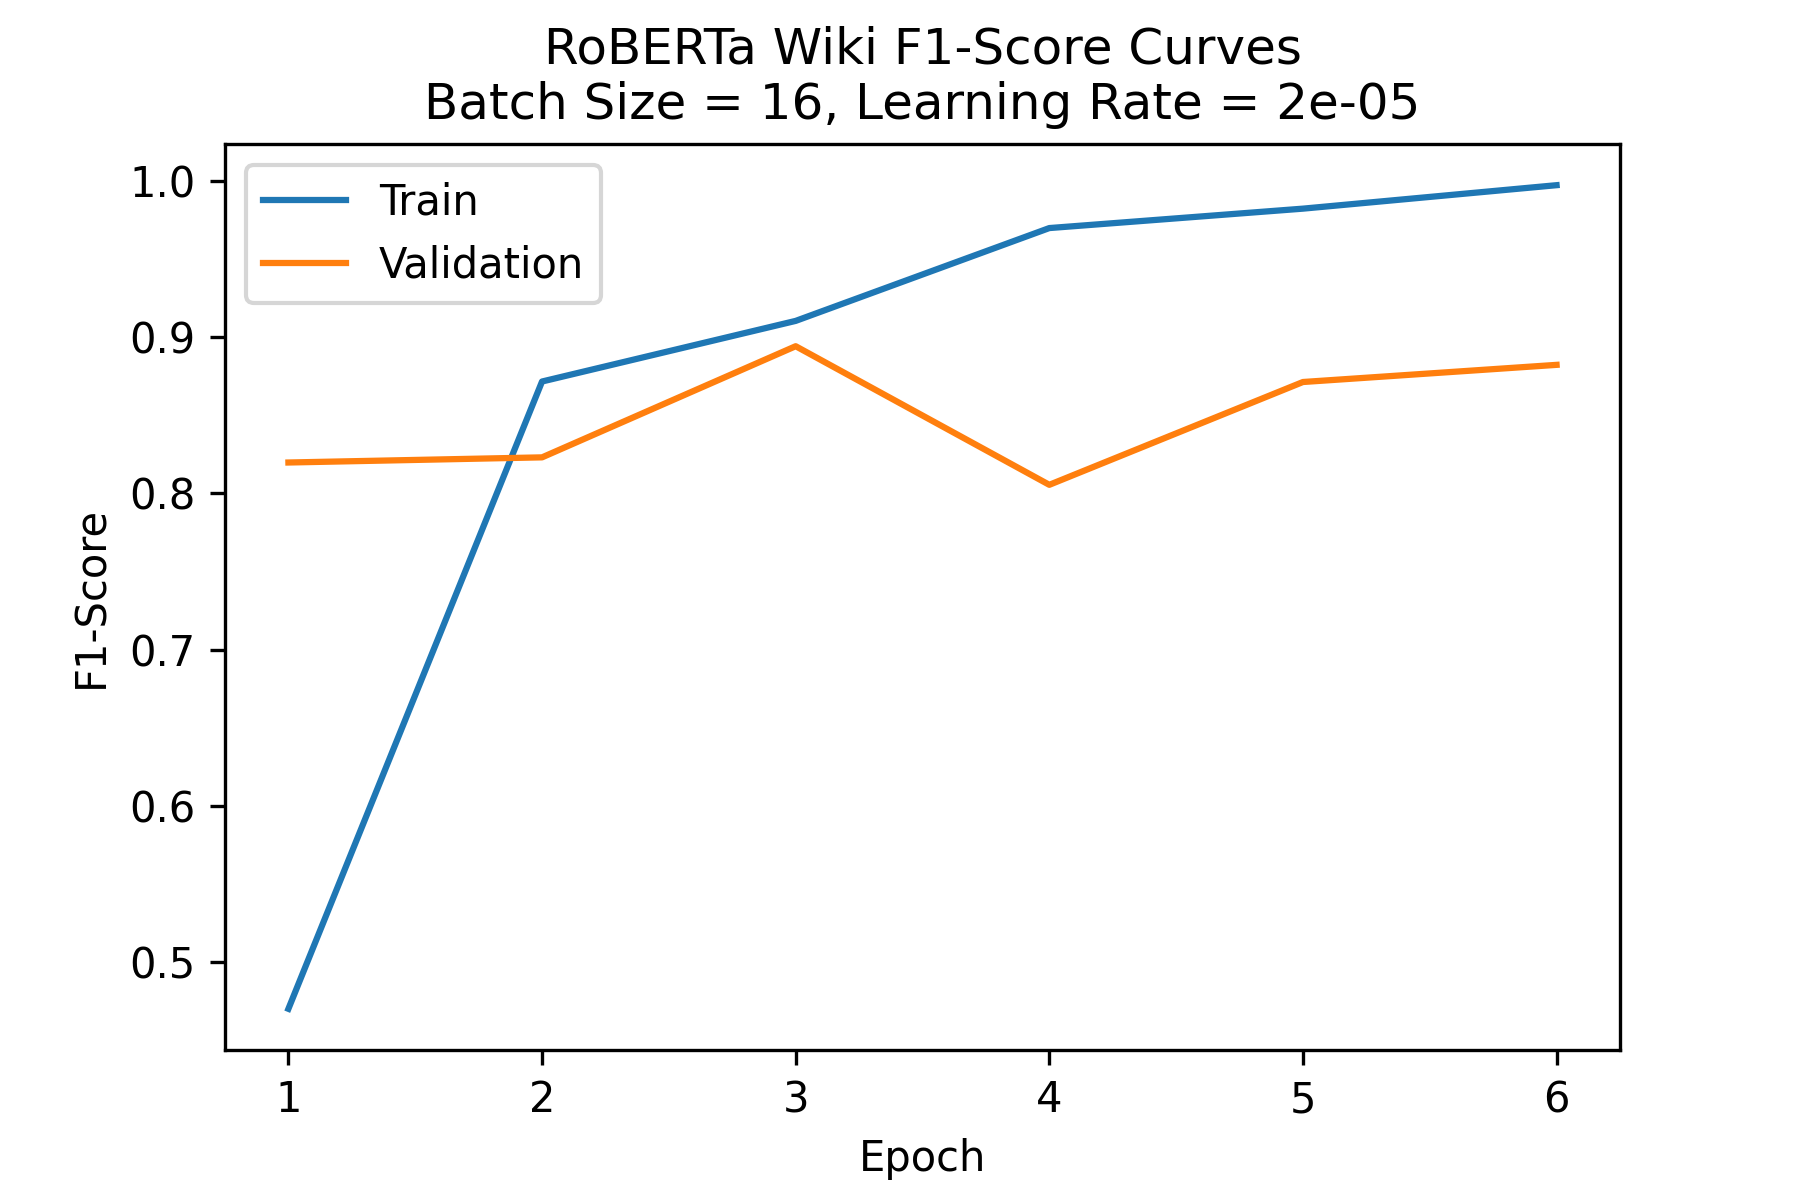 RoBERTa Wiki F1-Score Curves
Batch Size = 16, Learning Rate = 2e-05
Train
Validation
1.0
0.9
0.8
0.7
0.6
0.5
F1-Score
1 2 3 4 5 6
Epoch